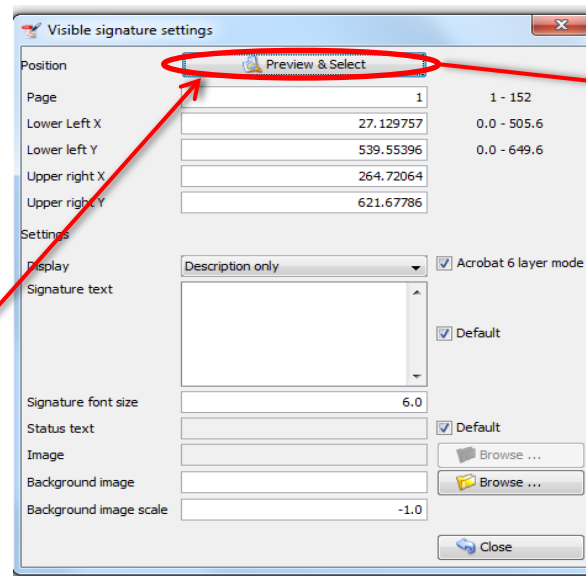 Visible signature settings
Position Preview & Select
Page 1 1 - 152
Lower Left X 27.129757 0.0 - 505.6
Lower left Y 539.55396 0.0 - 649.6
Upper right X 264.72064
Upper right Y 621.67786
Settings
Display Description only Acrobat 6 layer mode
Signature text
Default
Signature font size 6.0
Status text Default
Image Browse ...
Background image Browse ...
Background image scale -1.0
Close